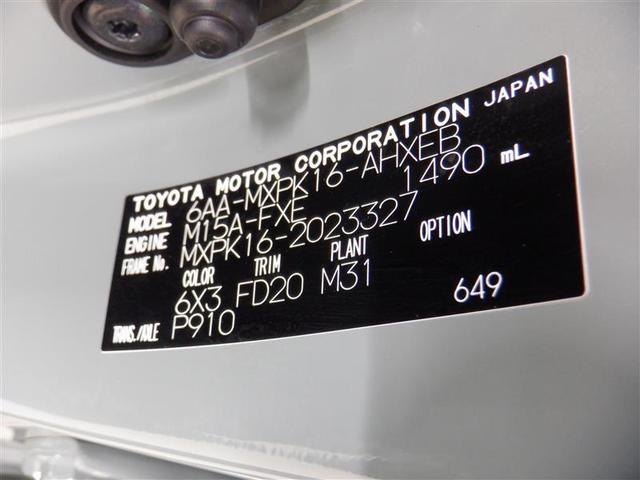 TOYOTA MOTOR CORPORATION JAPAN
MODEL 6AA-MXPK16-AHXEB
ENGINE M15A-FXE 1490 mL
FRAME No. MXPK16-2023327
COLOR TRIM PLANT OPTION
6X3 FD20 M31
TRANS./AXLE P910 649